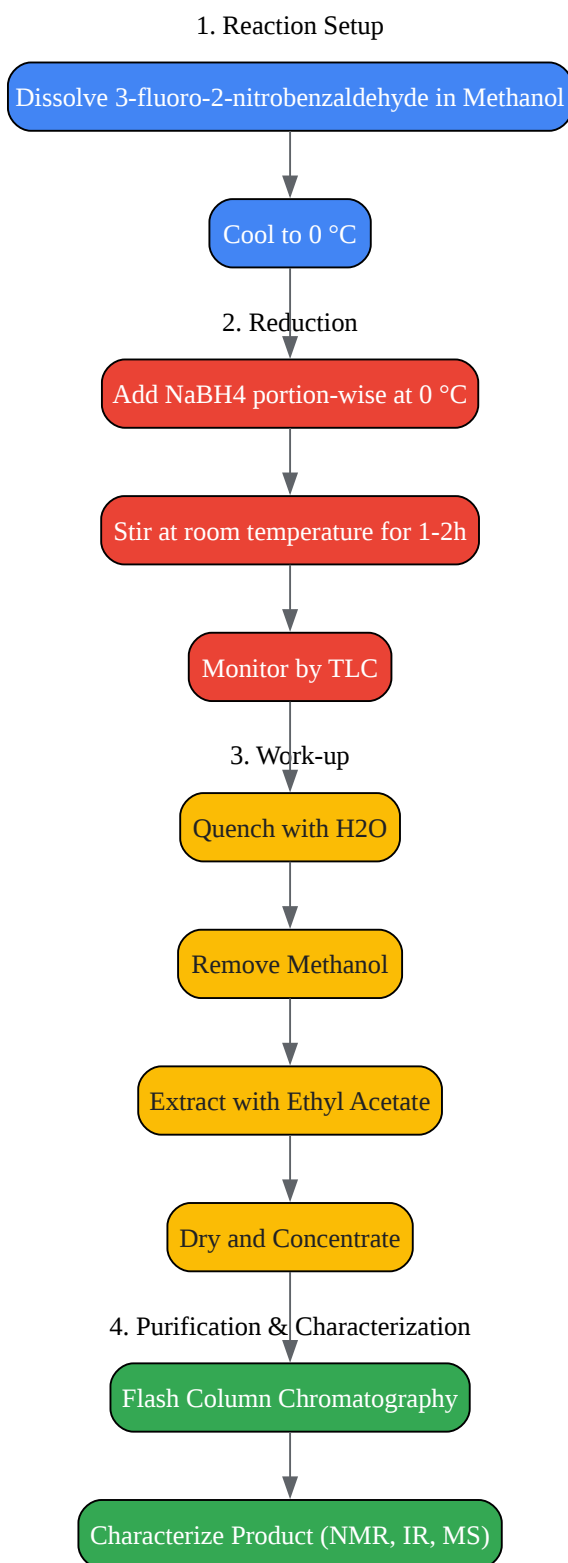 1. Reaction Setup
Dissolve 3-fluoro-2-nitrobenzaldehyde in Methanol
Cool to 0 °C
2. Reduction
Add NaBH4 portion-wise at 0 °C
Stir at room temperature for 1-2h
Monitor by TLC
3. Work-up
Quench with H2O
Remove Methanol
Extract with Ethyl Acetate
Dry and Concentrate
4. Purification & Characterization
Flash Column Chromatography
Characterize Product (NMR, IR, MS)